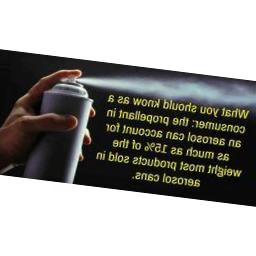 What you should know as a
consumer: the propellant in
an aerosol can account for
as much as 15% of the
weight most products sold in
aerosol cans.